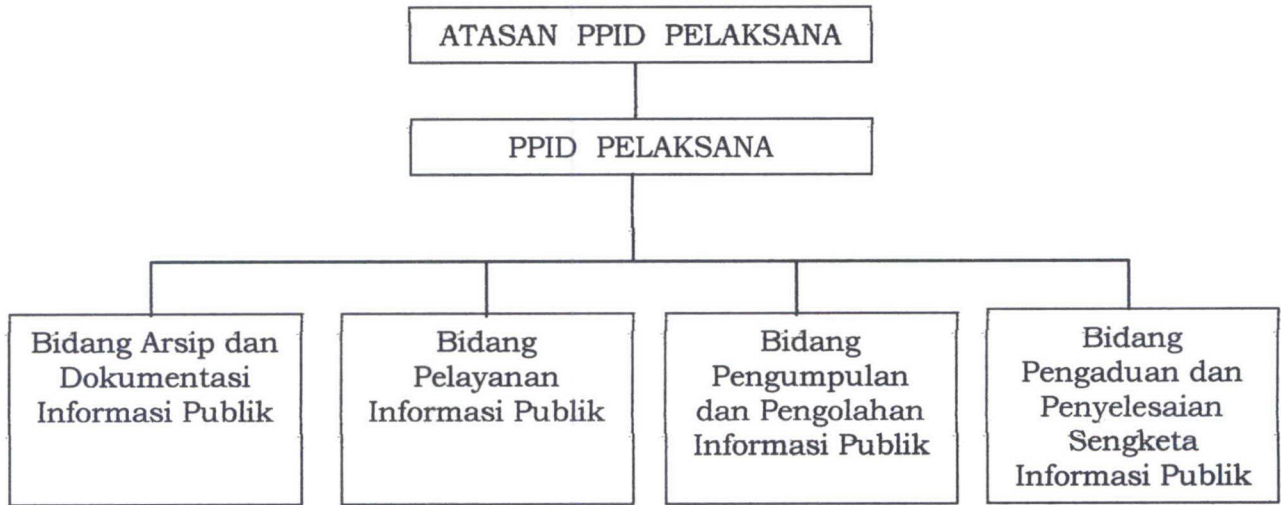 ATASAN PPID PELAKSANA
PPID PELAKSANA
Bidang Arsip dan
Dokumentasi
Informasi Publik
Bidang
Pelayanan
Informasi Publik
Bidang
Pengumpulan
dan Pengolahan
Informasi Publik
Bidang
Pengaduan dan
Penyelesaian
Sengketa
Informasi Publik